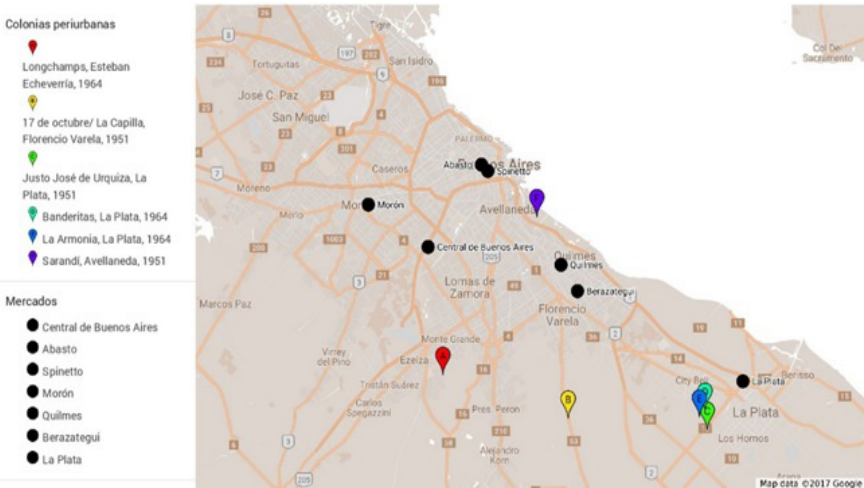 Colonias periurbanas
Longchamps, Esteban
Echeverría, 1964
17 de octubre/ La Capilla,
Florencio Varela, 1951
Justo José de Urquiza, La
Plata, 1951
Banderitas, La Plata, 1964
La Armonia, La Plata, 1964
Sarandí, Avellaneda, 1951
Mercados
Central de Buenos Aires
Abasto
Spinetto
Morón
Quilmes
Berazategui
La Plata
Tigre
Col Del
Sacramento
Tortuguitas
San Isidro
José C. Paz
San Miguel
PALERMO
Abasto
Aires
Spinetto
Caseros
Moreno
Morón
Merlo
Avellaneda
Central de Buenos Aires
Quilmes
Quilmes
Lomas de
Zamora
Berazategui
Marcos Paz
Florencio
Varela
Virrey
del Pino
Monte Grande
Ezeiza
A
Tristán Suárez
Carlos
Spegazzini
Pres. Peron
B
City Bell
La Plata
Berisso
E
C
La Plata
Los Hornos
Alejandro
Korn
Map data ©2017 Google